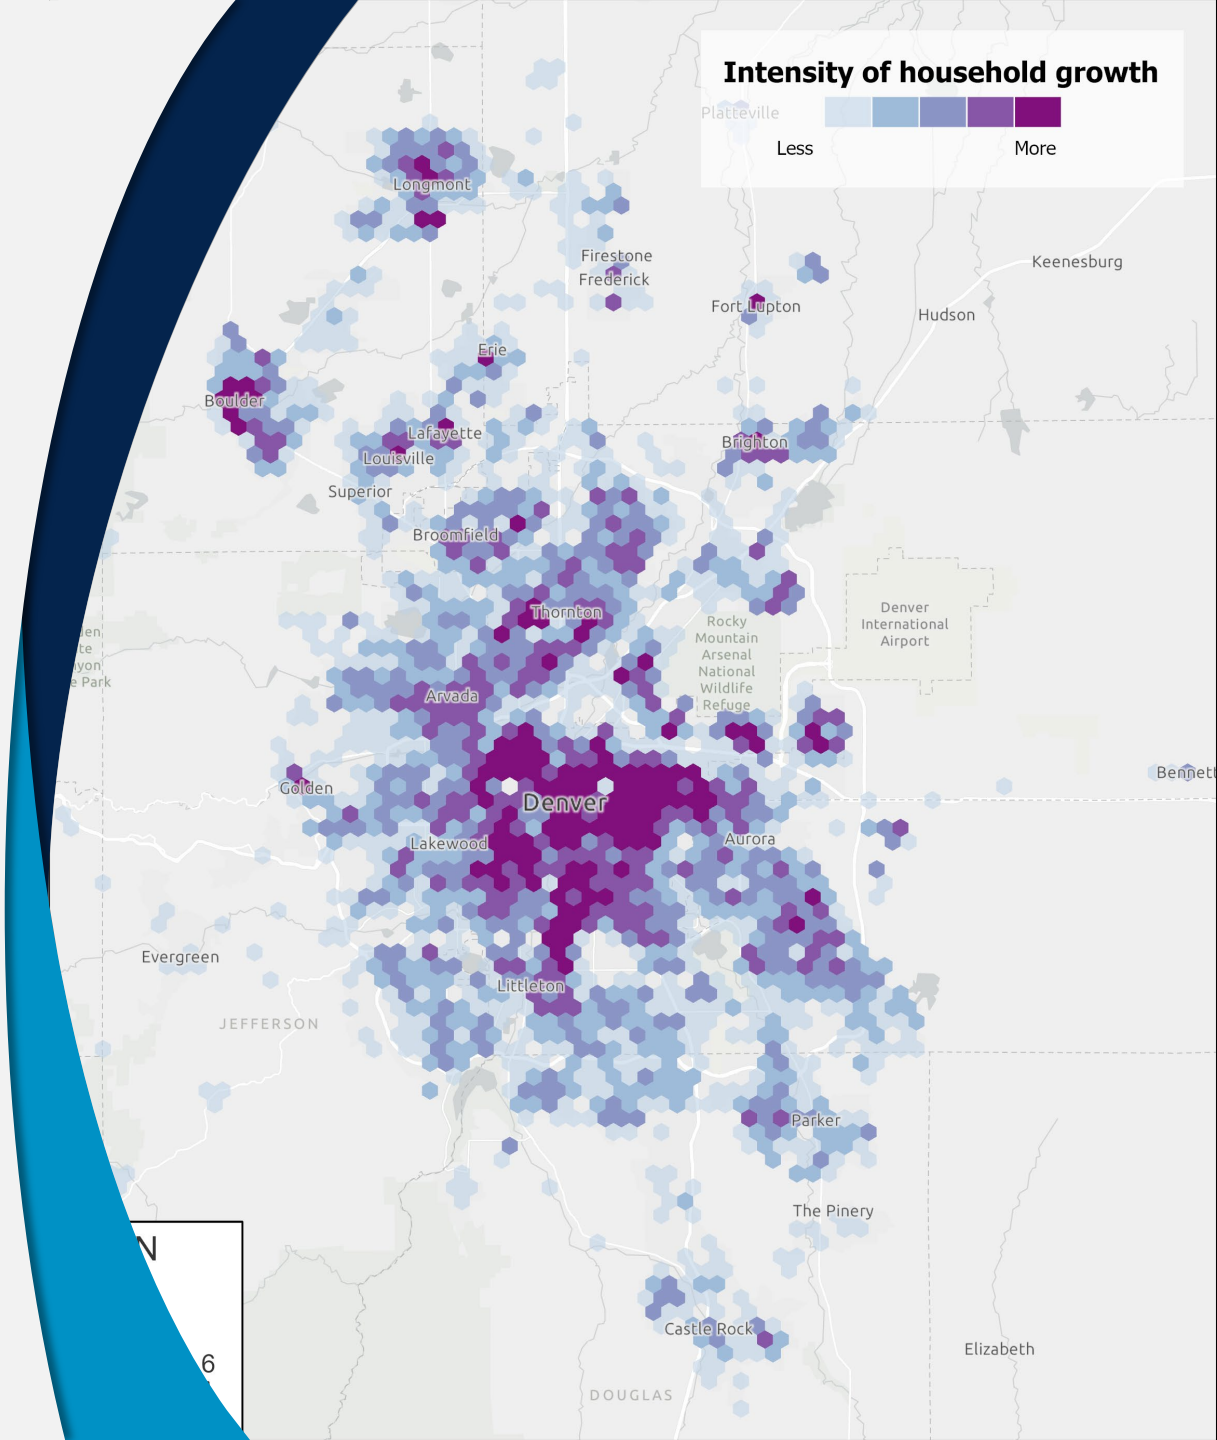 Intensity of household growth
Platteville
Less
More
Longmont
Firestone
Frederick
Keenesburg
Fort Lupton
Hudson
Erie
Boulder
Lafayette
Brighton
Louisville
Superior
Broomfield
Thornton
Denver
International
Airport
Rocky
Mountain
Arsenal
National
Wildlife
Refuge
Park
Arvada
Bennett
Golden
Denver
Lakewood
Aurora
Evergreen
Littleton
JEFFERSON
Parker
The Pinery
N
Castle Rock
Elizabeth
6
DOUGLAS